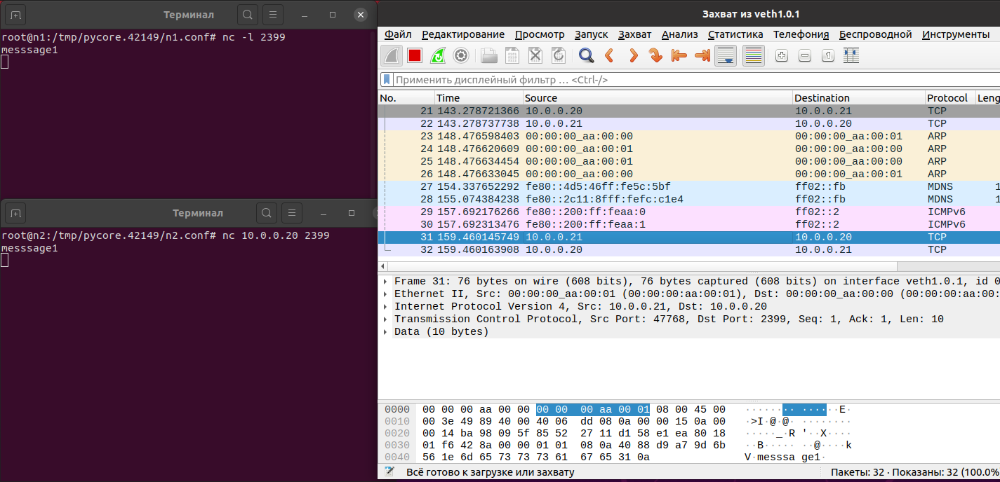 Терминал
root@n1:/tmp/pycore.42149/n1.conf# nc -l 2399
messsage1
Терминал
root@n2:/tmp/pycore.42149/n2.conf# nc 10.0.0.20 2399
messsage1
Захват из veth1.0.1
Файл Редактирование Просмотр Запуск Захват Анализ Статистика Телефония Беспроводной Инструменты
Применить дисплейный фильтр … <Ctrl-/>
No. Time Source Destination Protocol Leng
21 143.278721366 10.0.0.20 10.0.0.21 TCP
22 143.278737738 10.0.0.21 10.0.0.20 TCP
23 148.476598403 00:00:00_aa:00:00 00:00:00_aa:00:01 ARP
24 148.476620609 00:00:00_aa:00:01 00:00:00_aa:00:00 ARP
25 148.476634454 00:00:00_aa:00:01 00:00:00_aa:00:00 ARP
26 148.476633045 00:00:00_aa:00:00 00:00:00_aa:00:01 ARP
27 154.337652292 fe80::4d5:46ff:fe5c:5bf ff02::fb MDNS 1
28 155.074384238 fe80::2c11:8fff:fefc:c1e4 ff02::fb MDNS 1
29 157.692176266 fe80::200:ff:feaa:0 ff02::2 ICMPv6
30 157.692313476 fe80::200:ff:feaa:1 ff02::2 ICMPv6
31 159.460145749 10.0.0.21 10.0.0.20 TCP
32 159.460163908 10.0.0.20 10.0.0.21 TCP
Frame 31: 76 bytes on wire (608 bits), 76 bytes captured (608 bits) on interface veth1.0.1, id 0
Ethernet II, Src: 00:00:00_aa:00:01 (00:00:00:aa:00:01), Dst: 00:00:00_aa:00:00 (00:00:00:aa:00:
Internet Protocol Version 4, Src: 10.0.0.21, Dst: 10.0.0.20
Transmission Control Protocol, Src Port: 47768, Dst Port: 2399, Seq: 1, Ack: 1, Len: 10
Data (10 bytes)
0000 00 00 00 aa 00 00 00 00 00 aa 00 01 08 00 45 00 ········ ······E·
0010 00 3e 49 89 40 00 40 06 dd 08 0a 00 00 15 0a 00 ·>I·@·@· ········
0020 00 14 ba 98 09 5f 85 52 27 11 d1 58 e1 ea 80 18 ·····_·R '··X····
0030 01 f6 42 8a 00 00 01 01 08 0a 40 88 d9 a7 9d 6b ··B····· ··@····k
0040 56 1e 6d 65 73 73 73 61 67 65 31 0a V·messsa ge1·
Всё готово к загрузке или захвату Пакеты: 32 · Показаны: 32 (100.0%